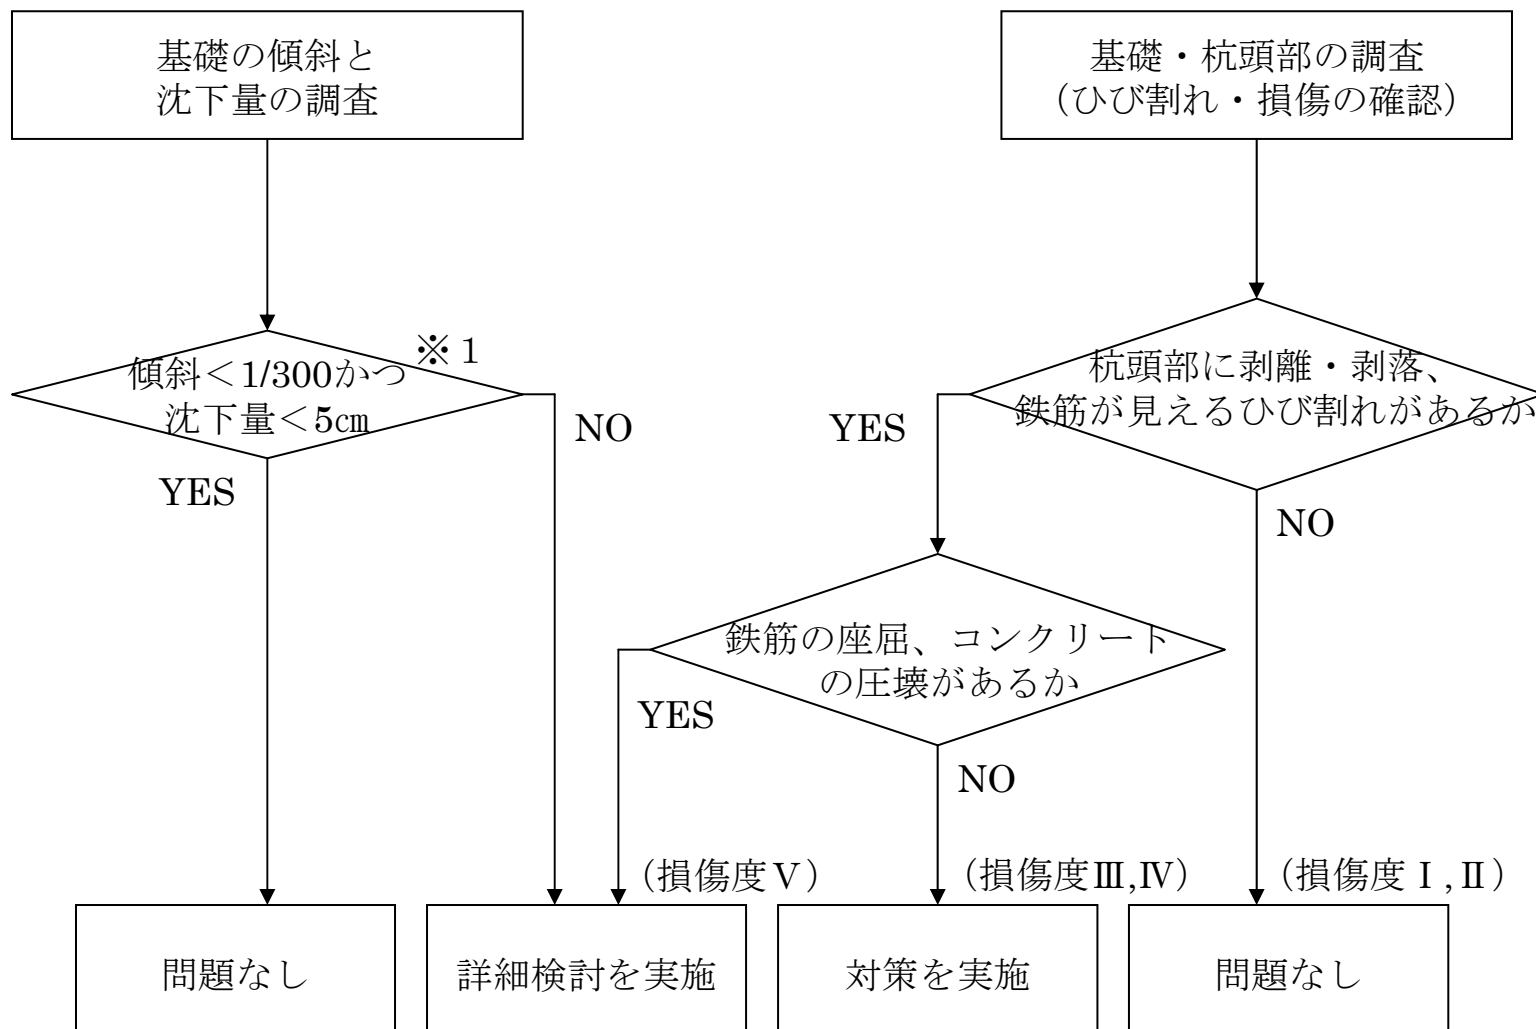 基礎の傾斜と
沈下量の調査
基礎・杭頭部の調査
（ひび割れ・損傷の確認）
※１
傾斜＜1/300かつ
沈下量＜5㎝
NO
YES
杭頭部に剥離・剥落、
鉄筋が見えるひび割れがあるか
YES
NO
鉄筋の座屈、コンクリート
の圧壊があるか
YES
NO
（損傷度Ⅴ）
（損傷度Ⅲ,Ⅳ）
（損傷度Ⅰ,Ⅱ）
問題なし
詳細検討を実施
対策を実施
問題なし